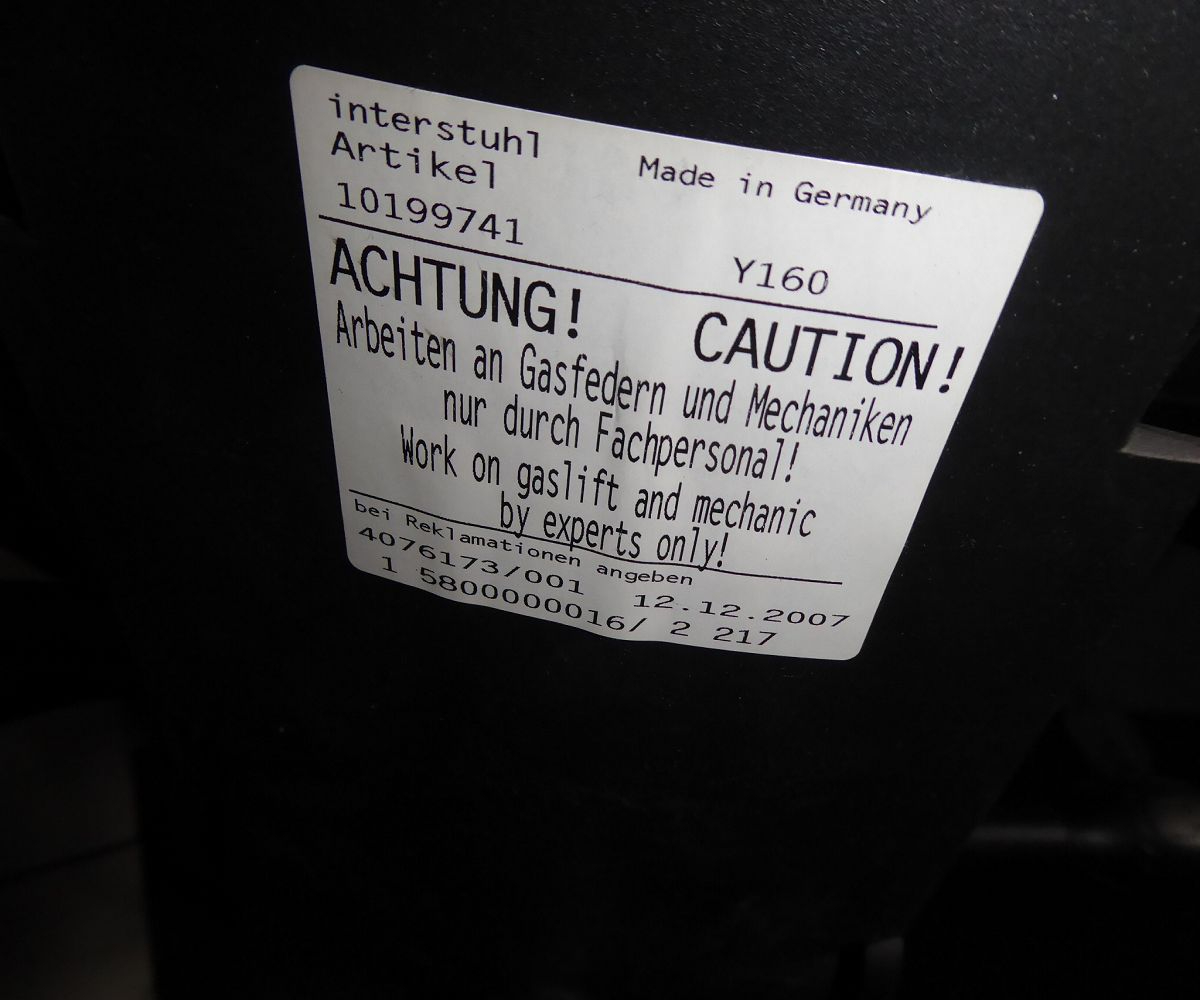 interstuhl
Artikel Made in Germany
10199741 Y160
ACHTUNG! CAUTION!
Arbeiten an Gasfedern und Mechaniken
nur durch Fachpersonal!
Work on gaslift and mechanic
by experts only!
bei Reklamationen angeben
4076173/001 12.12.2007
1 5800000016/ 2 217